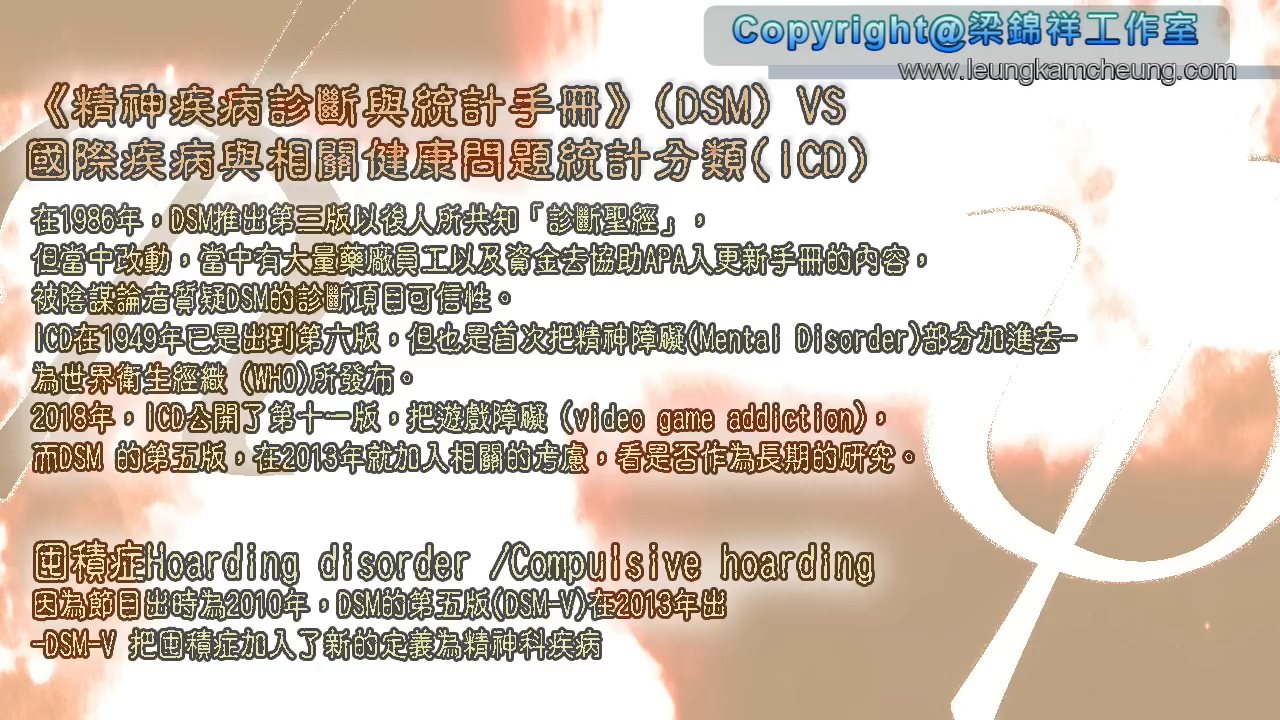 Copyright@梁錦祥工作室
www.leungkamcheung.com
《精神疾病診斷與統計手冊》(DSM) VS
國際疾病與相關健康問題統計分類(ICD)
在1986年，DSM推出第三版以後人所共知「診斷聖經」，
但當中改動，當中有大量藥廠員工以及資金去協助APA入更新手冊的內容，
被陰謀論者質疑DSM的診斷項目可信性。
ICD在1949年已是出到第六版，但也是首次把精神障礙(Mental Disorder)部分加進去-
為世界衛生經織 (WHO)所發布。
2018年，ICD公開了第十一版，把遊戲障礙 (video game addiction)，
而DSM 的第五版，在2013年就加入相關的考慮，看是否作為長期的研究。
囤積症Hoarding disorder /Compulsive hoarding
因為節目出時為2010年，DSM的第五版(DSM-V)在2013年出
-DSM-V 把囤積症加入了新的定義為精神科疾病